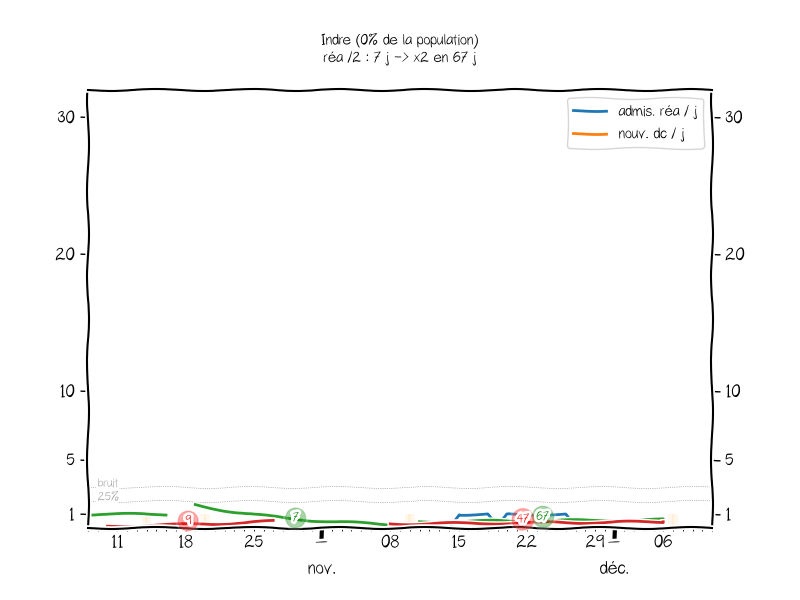 Indre (0% de la population)
réa /2 : 7 j -> x2 en 67 j
admis. réa / j
nouv. dc / j
30 30
20 20
10 10
5 5
bruit
25%
1 1
9 7 47 67
11 18 25 08 15 22 29 06
nov. déc.